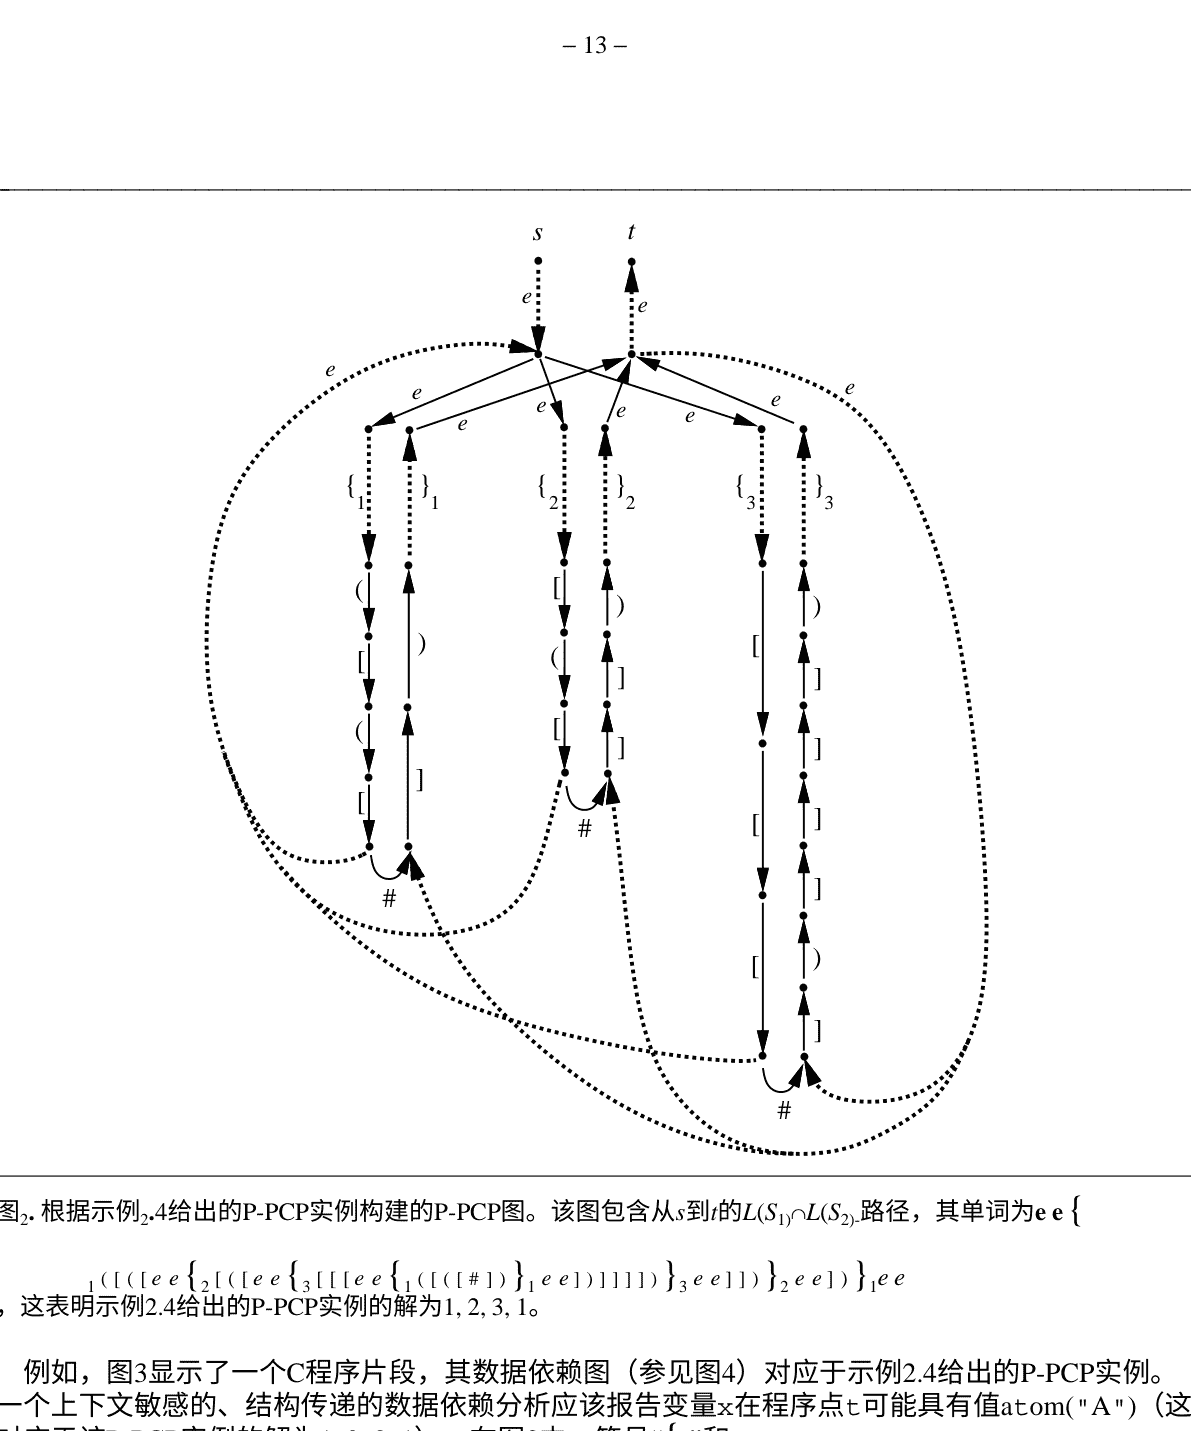 – 13 –
s t
e e
e e
e e e e e e
{1 }1 {2 }2 {3 }3
( [ )
[ ) ( ] [ ]
( [ ] ]
[ ] # [ ]
# ]
[ )
]
#
图2. 根据示例2.4给出的P-PCP实例构建的P-PCP图。该图包含从s到t的L(S1)∩L(S2)-路径，其单词为e e {
1 ( [ ( [ e e {2 [ ( [ e e {3 [ [ [ e e {1 ( [ ( [ # ] ) }1 e e ] ) ] ] ] ] ) }3 e e ] ] ) }2 e e ] ) }1e e
，这表明示例2.4给出的P-PCP实例的解为1, 2, 3, 1。
例如，图3显示了一个C程序片段，其数据依赖图（参见图4）对应于示例2.4给出的P-PCP实例。
一个上下文敏感的、结构传递的数据依赖分析应该报告变量x在程序点t可能具有值atom("A")（这